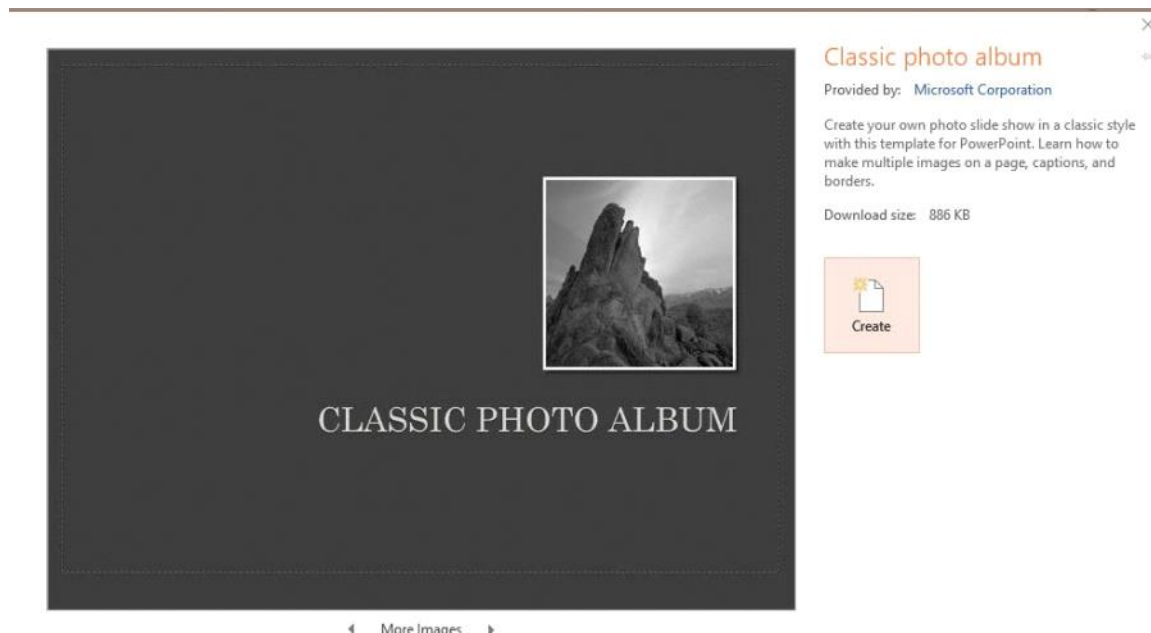 CLASSIC PHOTO ALBUM
More Images
Classic photo album
Provided by: Microsoft Corporation
Create your own photo slide show in a classic style
with this template for PowerPoint. Learn how to
make multiple images on a page, captions, and
borders.
Download size: 886 KB
Create